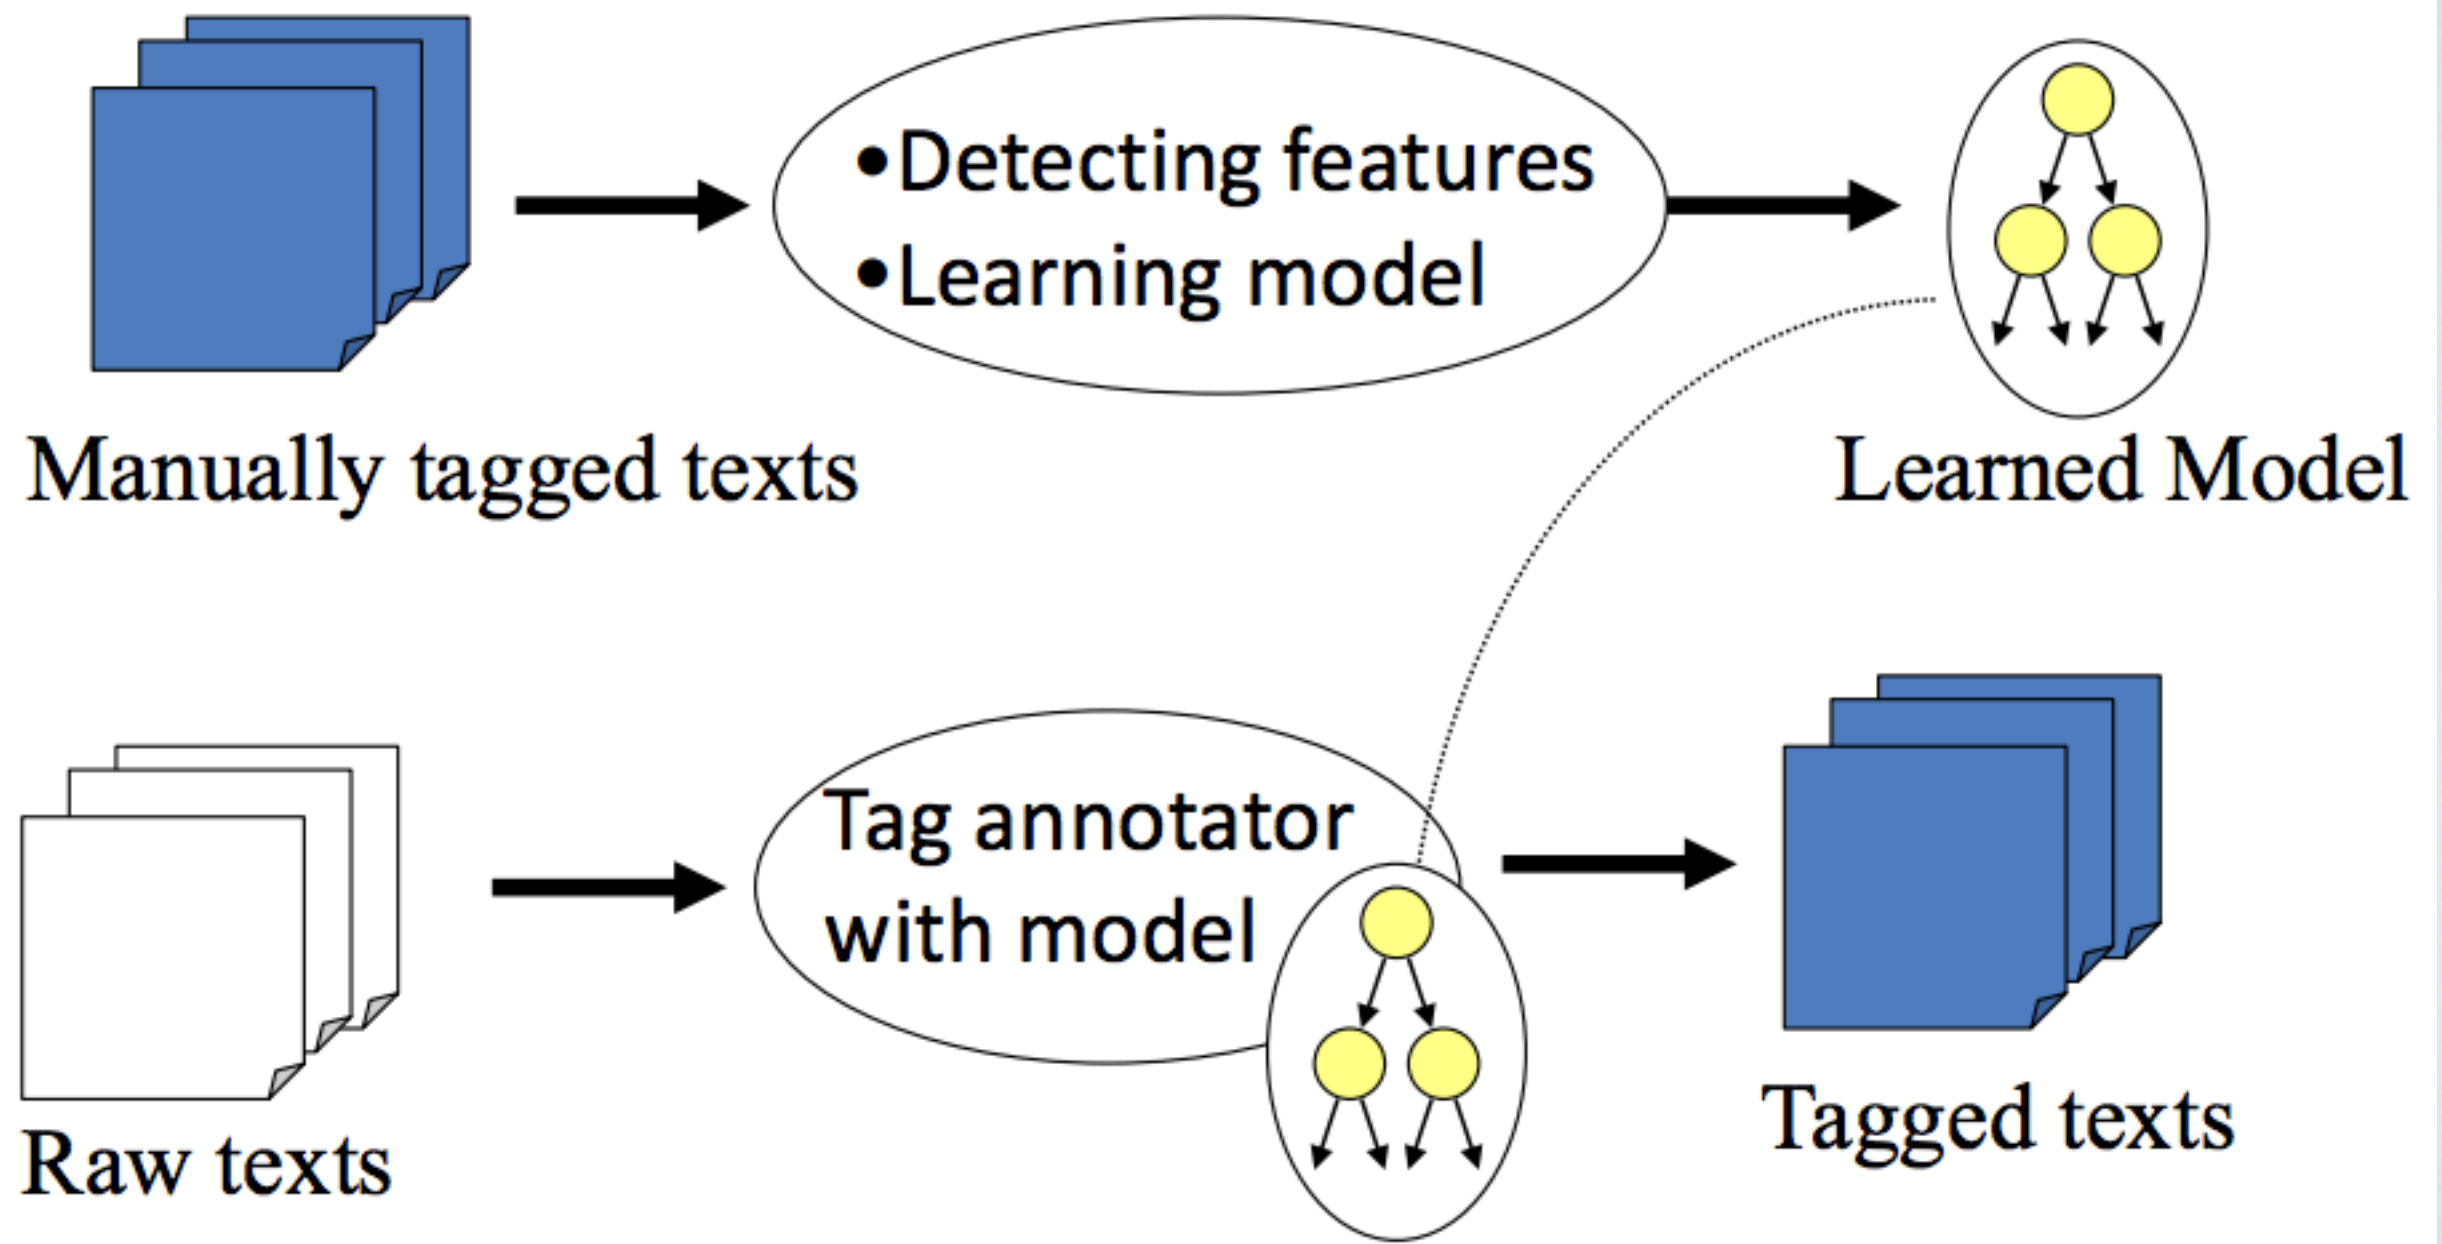 •Detecting features
•Learning model
Manually tagged texts
Learned Model
Tag annotator
with model
Raw texts
Tagged texts